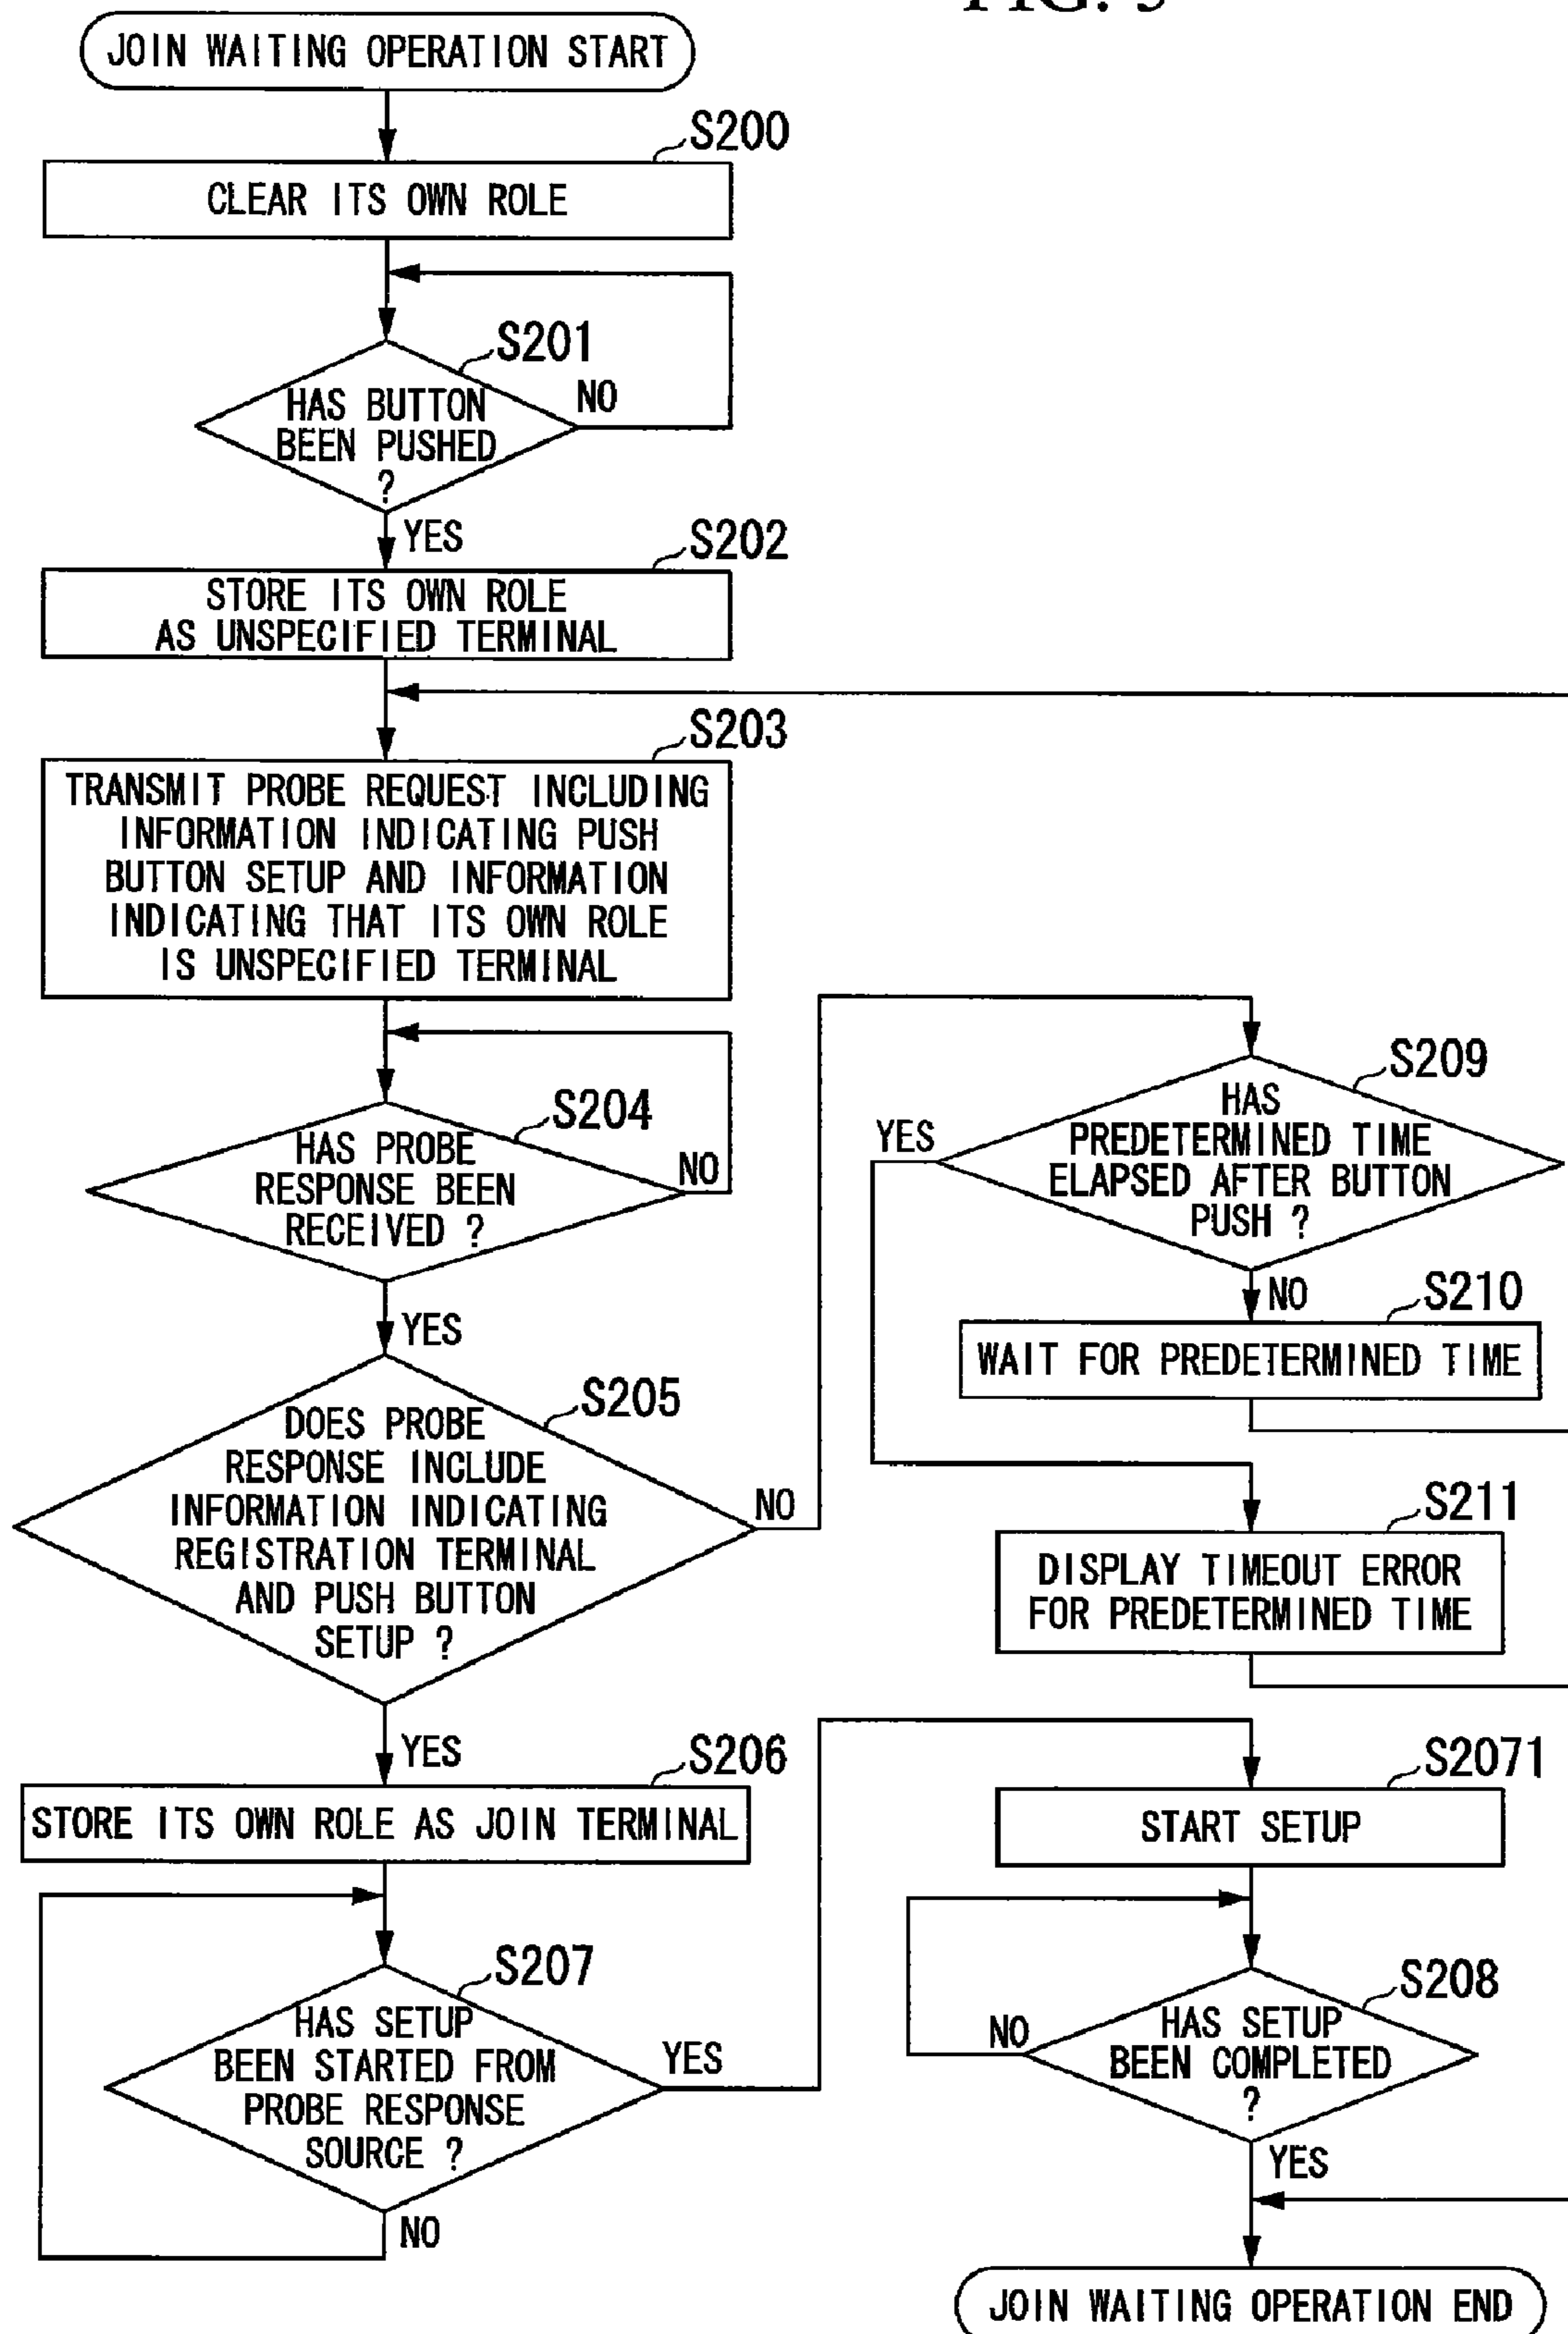 FIG. 5
JOIN WAITING OPERATION START
S200
CLEAR ITS OWN ROLE
S201
HAS BUTTON
BEEN PUSHED
?
NO
YES
S202
STORE ITS OWN ROLE
AS UNSPECIFIED TERMINAL
S203
TRANSMIT PROBE REQUEST INCLUDING
INFORMATION INDICATING PUSH
BUTTON SETUP AND INFORMATION
INDICATING THAT ITS OWN ROLE
IS UNSPECIFIED TERMINAL
S204
HAS PROBE
RESPONSE BEEN
RECEIVED ?
NO
YES
S205
DOES PROBE
RESPONSE INCLUDE
INFORMATION INDICATING
REGISTRATION TERMINAL
AND PUSH BUTTON
SETUP ?
NO
YES
S206
STORE ITS OWN ROLE AS JOIN TERMINAL
S207
HAS SETUP
BEEN STARTED FROM
PROBE RESPONSE
SOURCE ?
YES
NO
S209
HAS
PREDETERMINED TIME
ELAPSED AFTER BUTTON
PUSH ?
YES
NO
S210
WAIT FOR PREDETERMINED TIME
S211
DISPLAY TIMEOUT ERROR
FOR PREDETERMINED TIME
S2071
START SETUP
S208
HAS SETUP
BEEN COMPLETED
?
NO
YES
JOIN WAITING OPERATION END